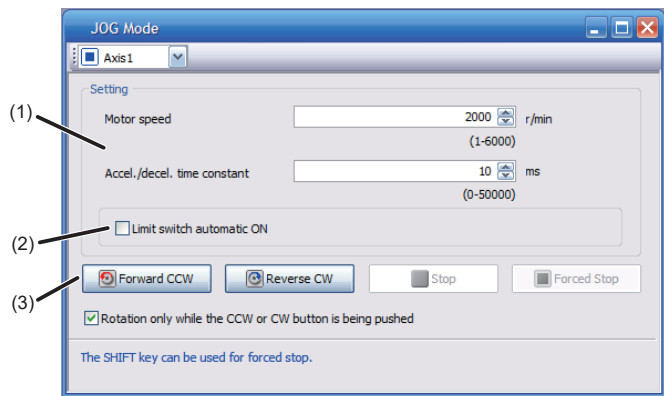 JOG Mode
Axis1
Setting
(1)
Motor speed 2000 r/min
(1-6000)
Accel./decel. time constant 10 ms
(0-50000)
(2)
Limit switch automatic ON
(3)
Forward CCW Reverse CW Stop Forced Stop
Rotation only while the CCW or CW button is being pushed
The SHIFT key can be used for forced stop.